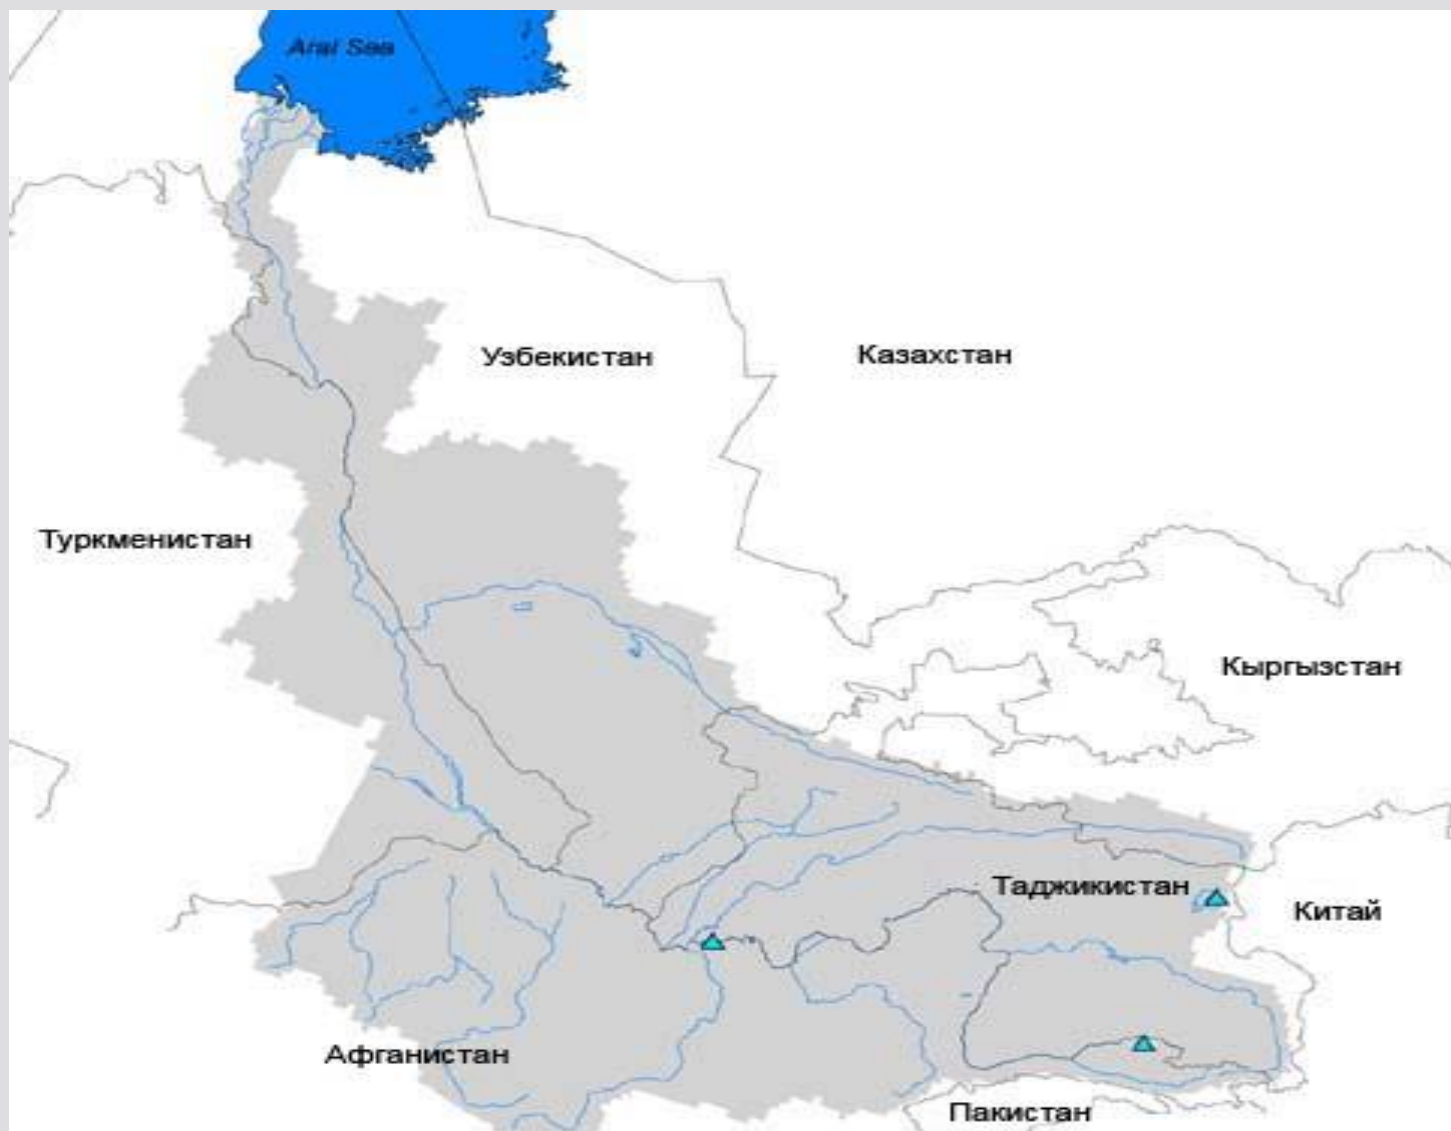 Aral Sea
Узбекистан
Казахстан
Туркменистан
Кыргызстан
Таджикистан
Китай
Афганистан
Пакистан